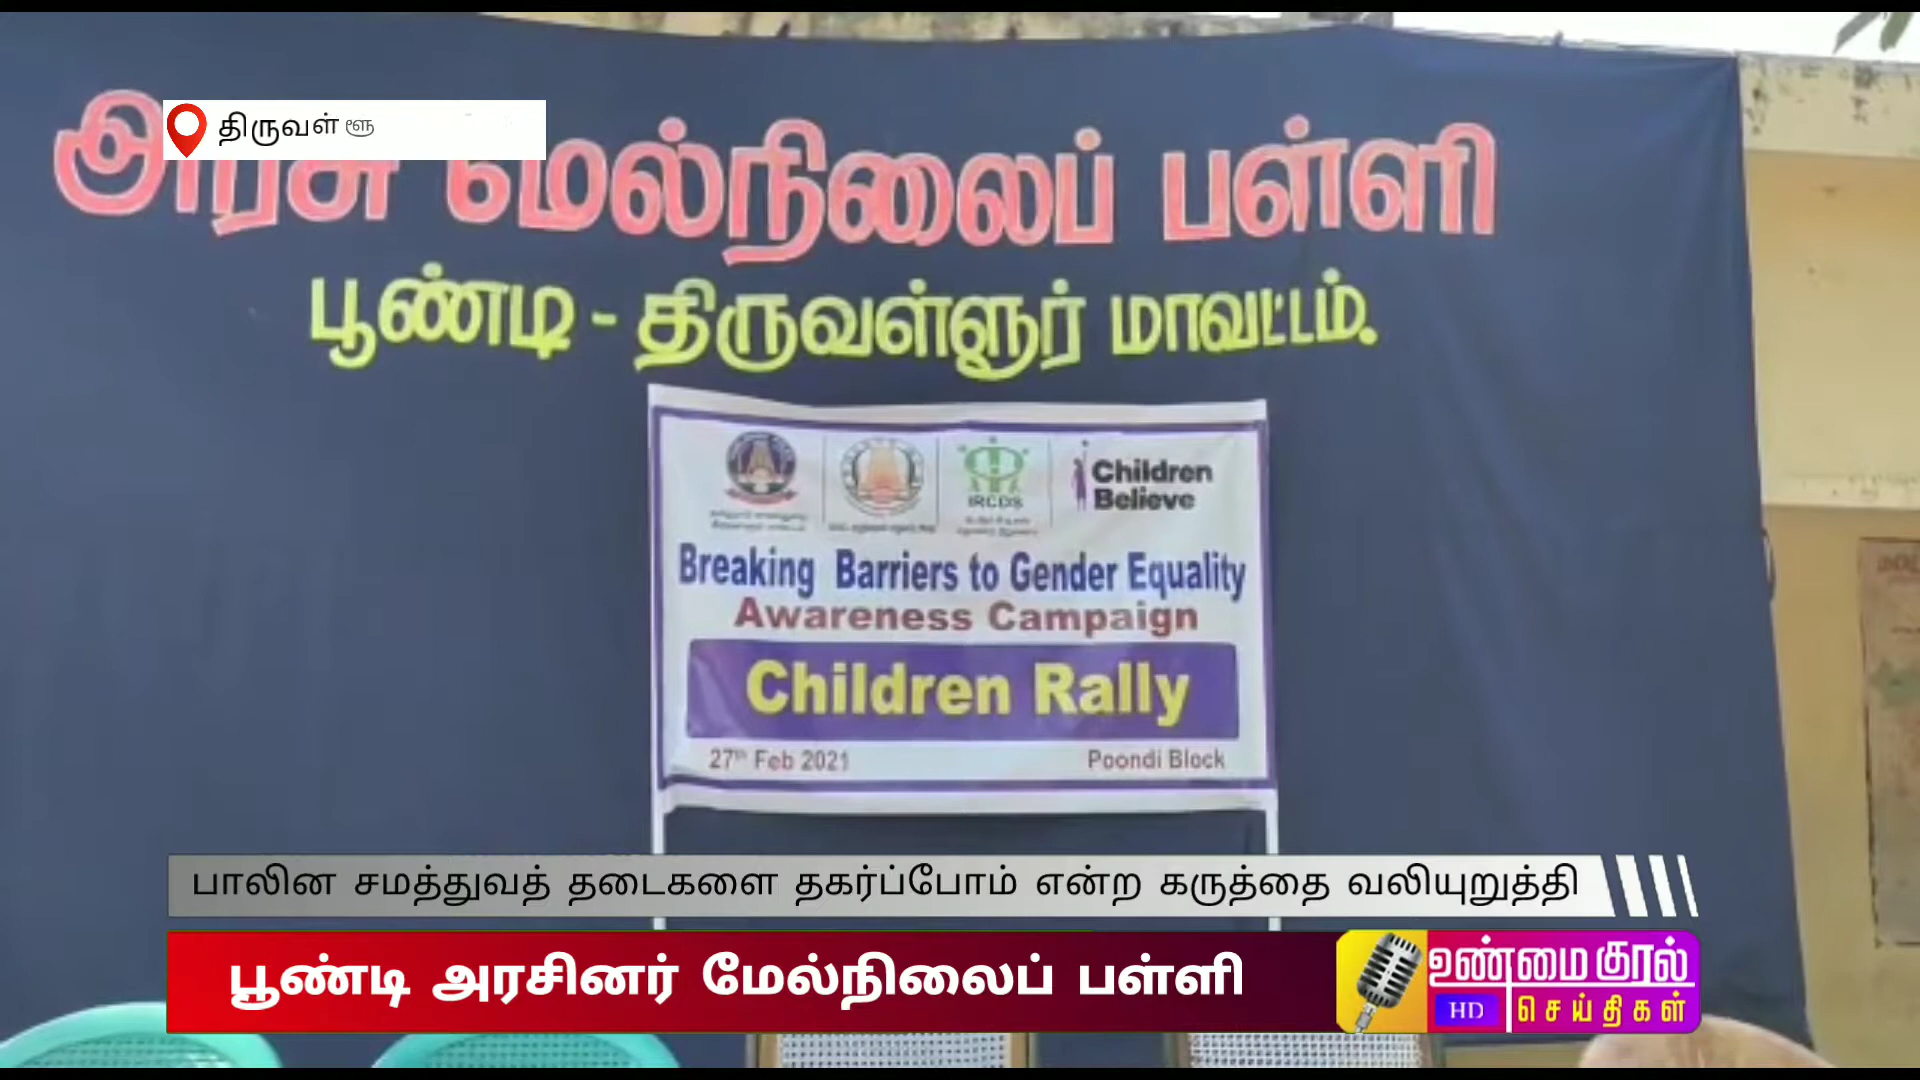 திருவள்ளூ
அரசு மேல்நிலைப் பள்ளி
பூண்டி - திருவள்ளூர் மாவட்டம்.
IRCDS
Children
Believe
Breaking Barriers to Gender Equality
Awareness Campaign
Children Rally
27th Feb 2021 Poondi Block
பாலின சமத்துவத் தடைகளை தகர்ப்போம் என்ற கருத்தை வலியுறுத்தி
பூண்டி அரசினர் மேல்நிலைப் பள்ளி
உண்மை குரல்
HD செய்திகள்